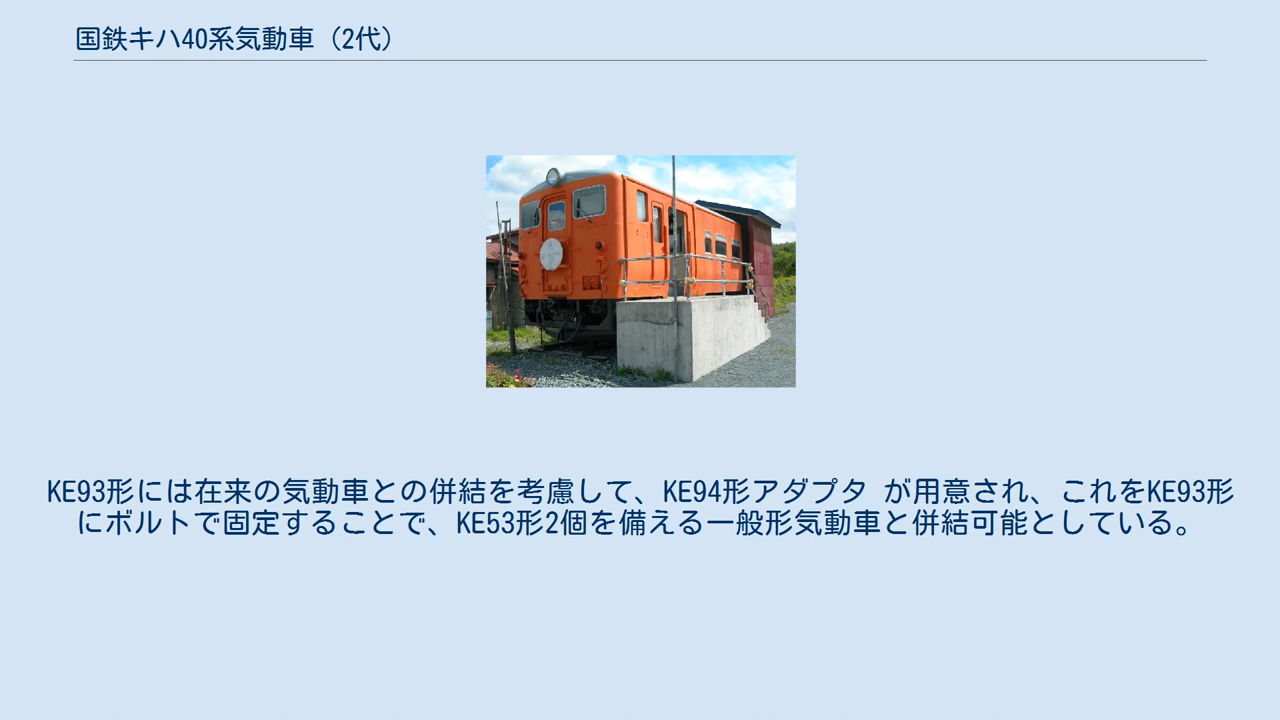 国鉄キハ40系気動車（2代）
KE93形には在来の気動車との併結を考慮して、KE94形アダプタ が用意され、これをKE93形
にボルトで固定することで、KE53形2個を備える一般形気動車と併結可能としている。